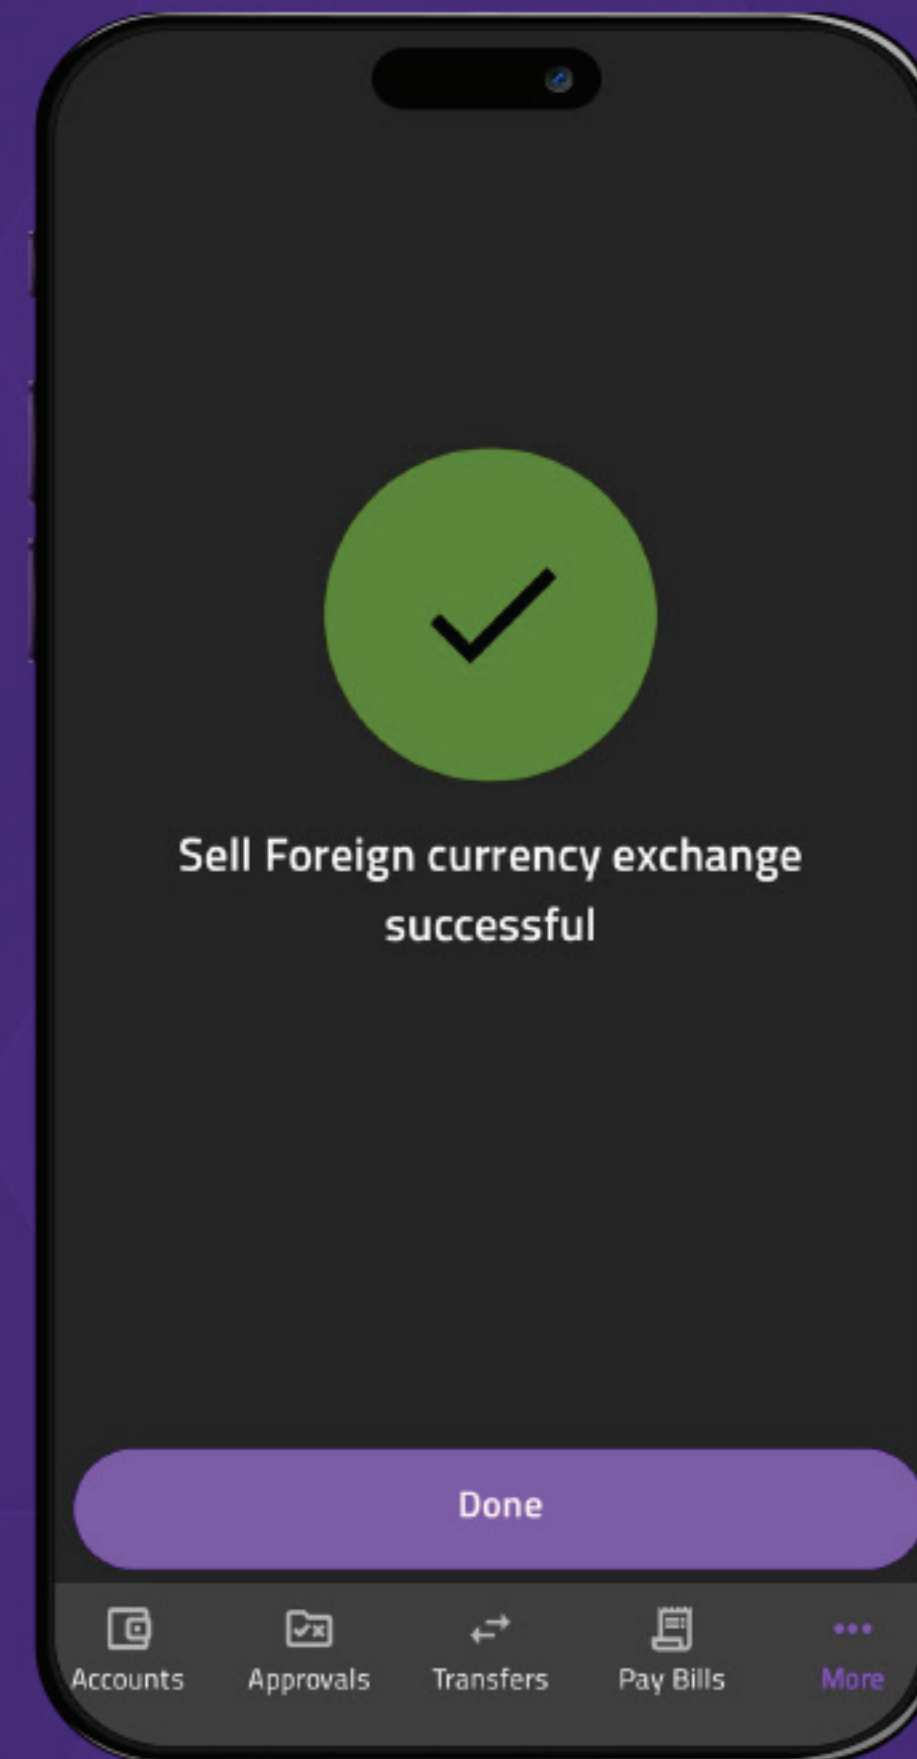 Sell Foreign currency exchange
successful
Done
Accounts
Approvals
Transfers
Pay Bills
More